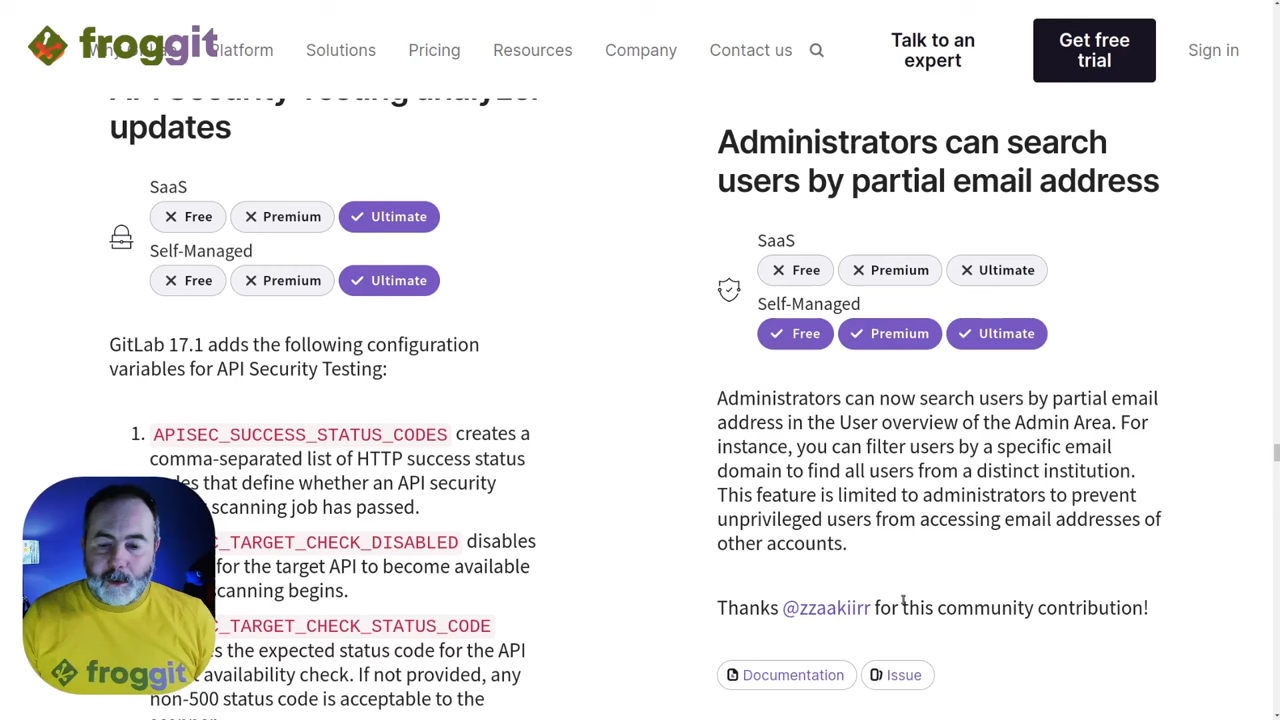 froggit
Platform
Solutions
Pricing
Resources
Company
Contact us
Talk to an
expert
Get free
trial
Sign in
API Security Testing analyzer
updates
SaaS
Free
Premium
Ultimate
Self-Managed
Free
Premium
Ultimate
GitLab 17.1 adds the following configuration
variables for API Security Testing:
1. APISEC_SUCCESS_STATUS_CODES creates a
comma-separated list of HTTP success status
that define whether an API security
scanning job has passed.
C_TARGET_CHECK_DISABLED disables
for the target API to become available
scanning begins.
C_TARGET_CHECK_STATUS_CODE
the expected status code for the API
availability check. If not provided, any
non-500 status code is acceptable to the
froggit
Administrators can search
users by partial email address
SaaS
Free
Premium
Ultimate
Self-Managed
Free
Premium
Ultimate
Administrators can now search users by partial email
address in the User overview of the Admin Area. For
instance, you can filter users by a specific email
domain to find all users from a distinct institution.
This feature is limited to administrators to prevent
unprivileged users from accessing email addresses of
other accounts.
Thanks @zzaakiirr for this community contribution!
Documentation
Issue